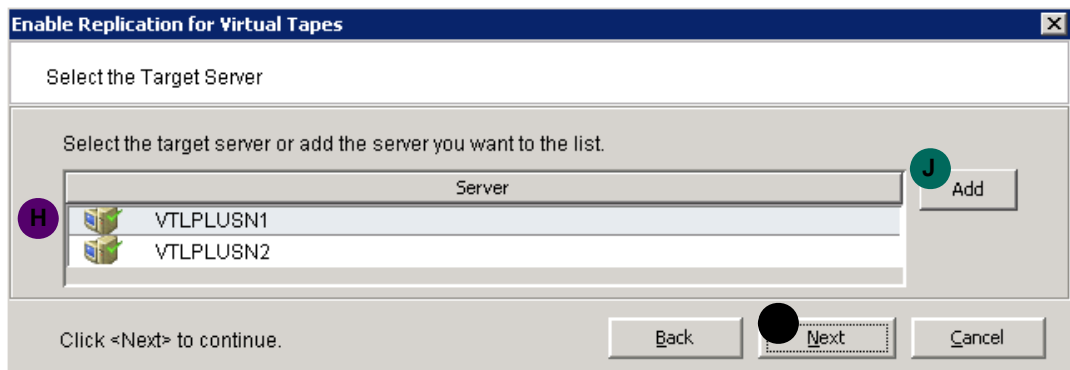 Enable Replication for Virtual Tapes
Select the Target Server
Select the target server or add the server you want to the list.
J
Server
Add
H
VTLPLUSN1
VTLPLUSN2
Click <Next> to continue.
Back
Next
Cancel